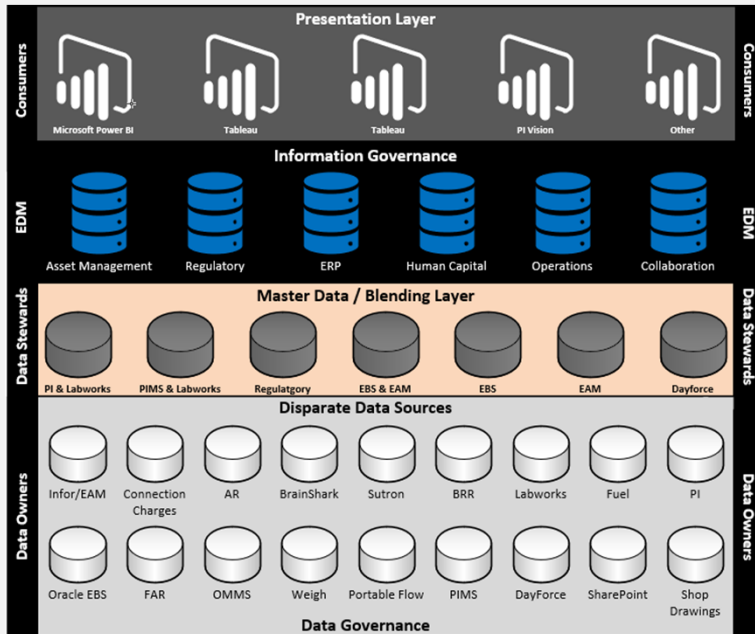 Presentation Layer
Consumers
Consumers
Microsoft Power BI
Tableau
Tableau
PI Vision
Other
Information Governance
EDM
EDM
Asset Management
Regulatory
ERP
Human Capital
Operations
Collaboration
Master Data / Blending Layer
Data Stewards
Data Stewards
PI & Labworks
PIMS & Labworks
Regulatgory
EBS & EAM
EBS
EAM
Dayforce
Disparate Data Sources
Data Owners
Data Owners
Infor/EAM
Connection
Charges
AR
BrainShark
Sutron
BRR
Labworks
Fuel
PI
Oracle EBS
FAR
OMMS
Weigh
Portable Flow
PIMS
DayForce
SharePoint
Shop
Drawings
Data Governance